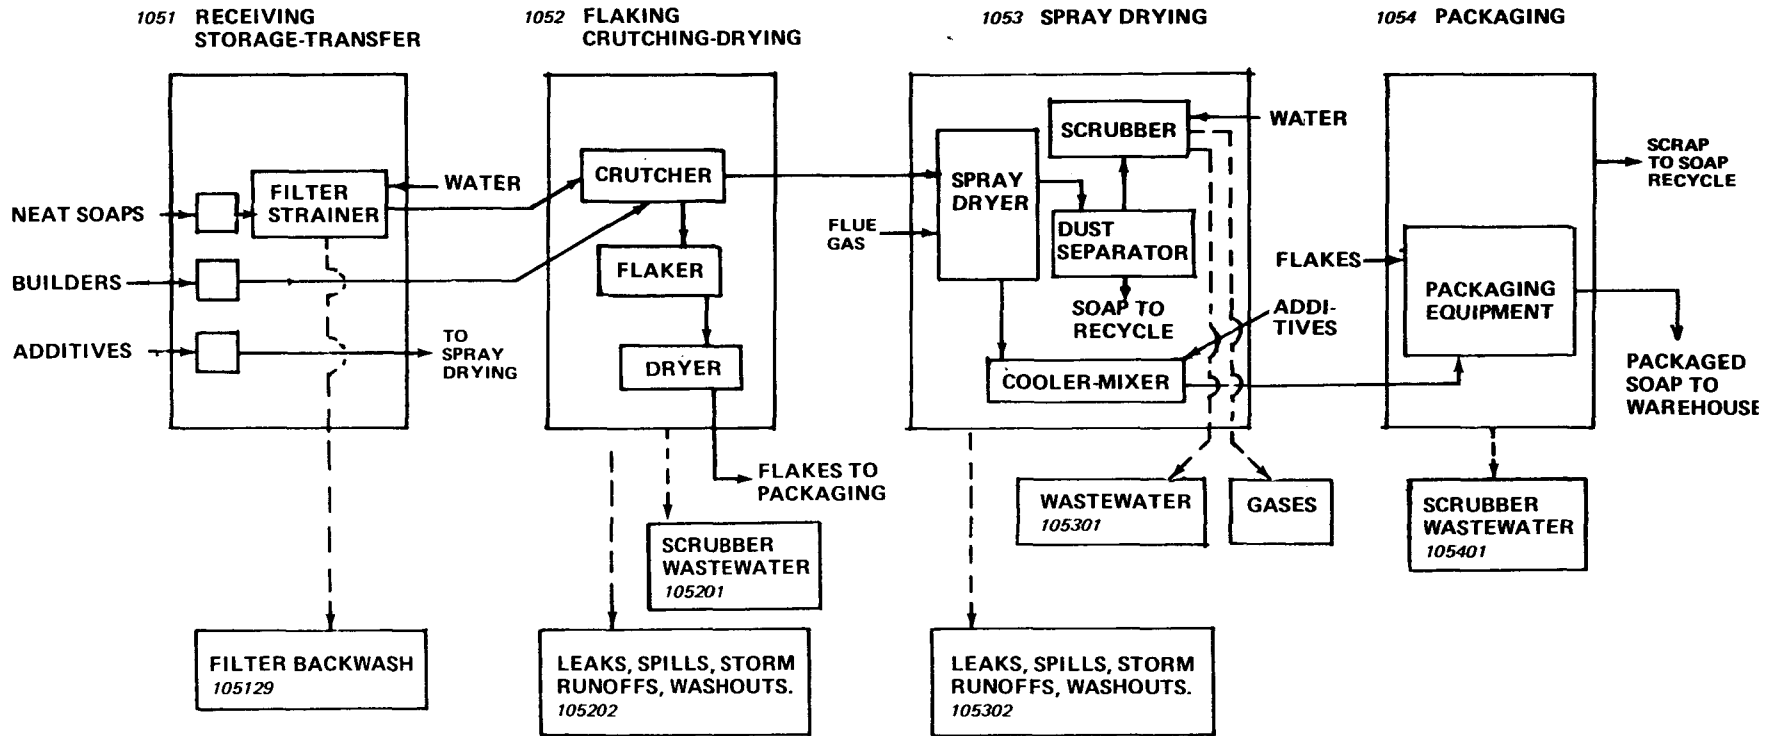 1051 RECEIVING
STORAGE-TRANSFER
1052 FLAKING
CRUTCHING-DRYING
1053 SPRAY DRYING
1054 PACKAGING
NEAT SOAPS
BUILDERS
ADDITIVES
FILTER
STRAINER
WATER
TO
SPRAY
DRYING
FILTER BACKWASH
105129
CRUTCHER
FLAKER
DRYER
FLAKES TO
PACKAGING
SCRUBBER
WASTEWATER
105201
LEAKS, SPILLS, STORM
RUNOFFS, WASHOUTS.
105202
FLUE
GAS
SPRAY
DRYER
SCRUBBER
WATER
DUST
SEPARATOR
SOAP TO
RECYCLE
ADDI-
TIVES
COOLER-MIXER
WASTEWATER
105301
GASES
LEAKS, SPILLS, STORM
RUNOFFS, WASHOUTS.
105302
SCRAP
TO SOAP
RECYCLE
FLAKES
PACKAGING
EQUIPMENT
PACKAGED
SOAP TO
WAREHOUSE
SCRUBBER
WASTEWATER
105401